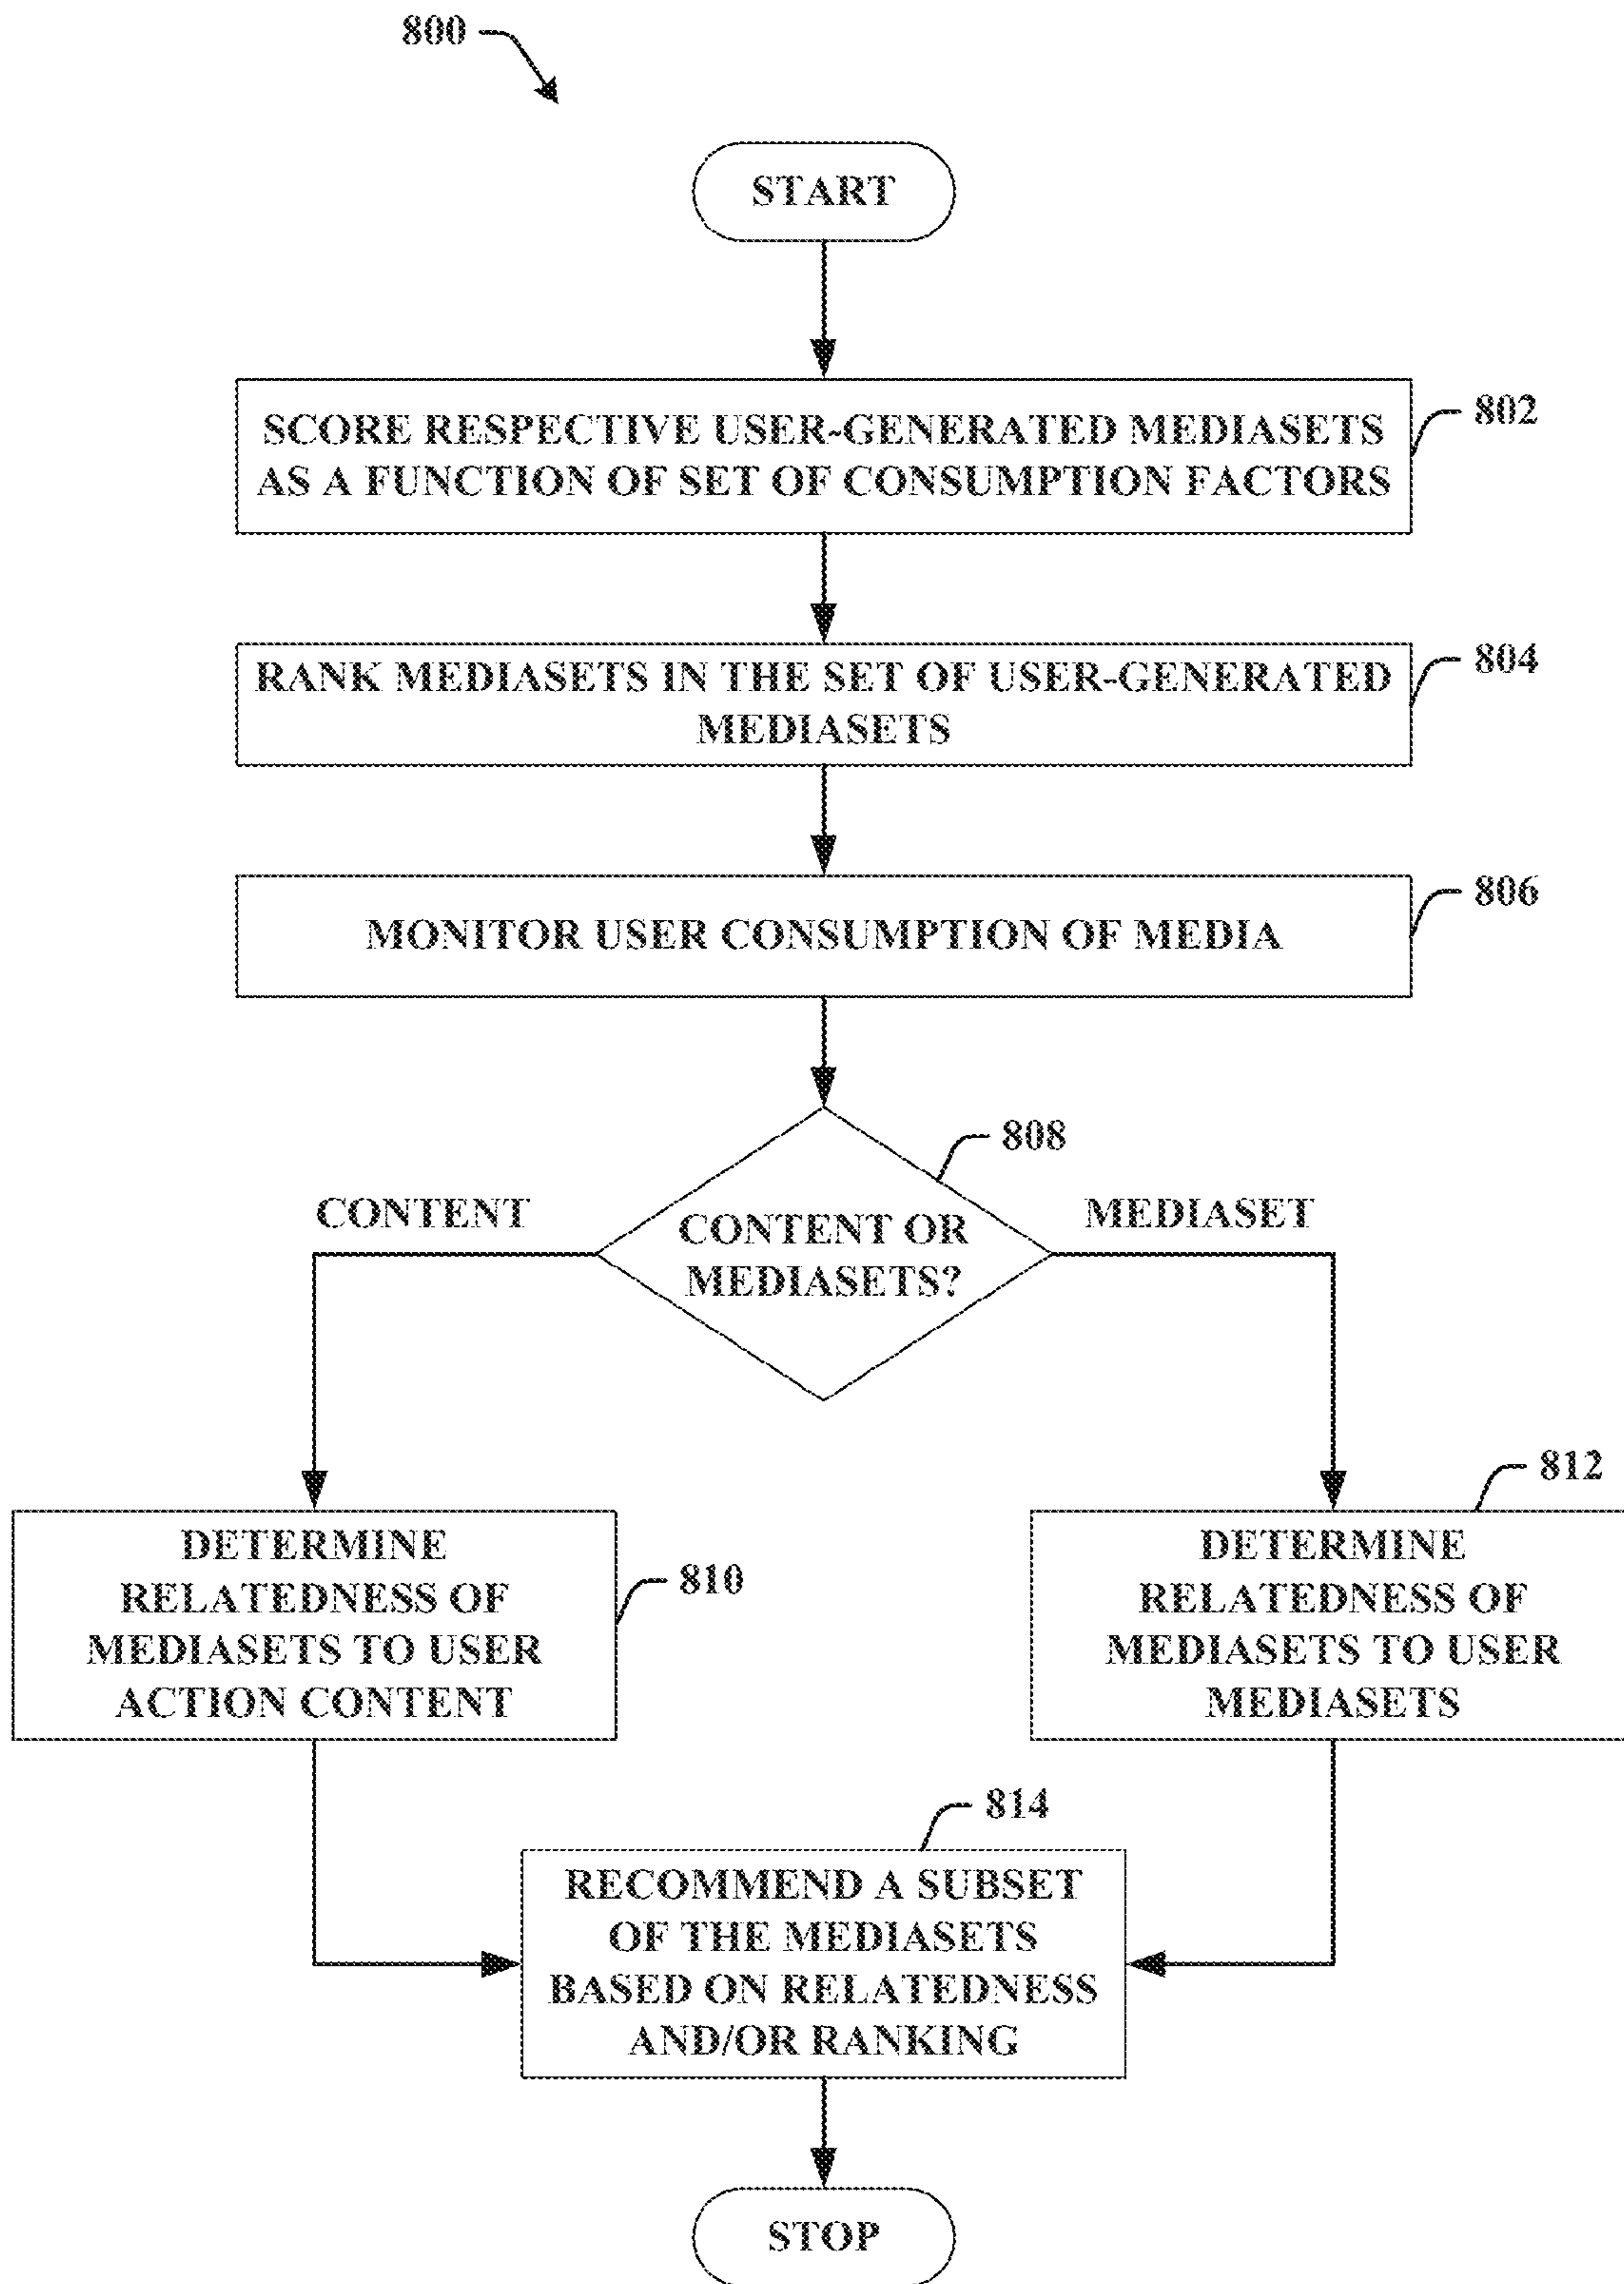 800
START
SCORE RESPECTIVE USER-GENERATED MEDIASETS
AS A FUNCTION OF SET OF CONSUMPTION FACTORS
802
RANK MEDIASETS IN THE SET OF USER-GENERATED
MEDIASETS
804
MONITOR USER CONSUMPTION OF MEDIA
806
808
CONTENT
CONTENT OR
MEDIASETS?
MEDIASET
DETERMINE
RELATEDNESS OF
MEDIASETS TO USER
ACTION CONTENT
810
812
DETERMINE
RELATEDNESS OF
MEDIASETS TO USER
MEDIASETS
814
RECOMMEND A SUBSET
OF THE MEDIASETS
BASED ON RELATEDNESS
AND/OR RANKING
STOP